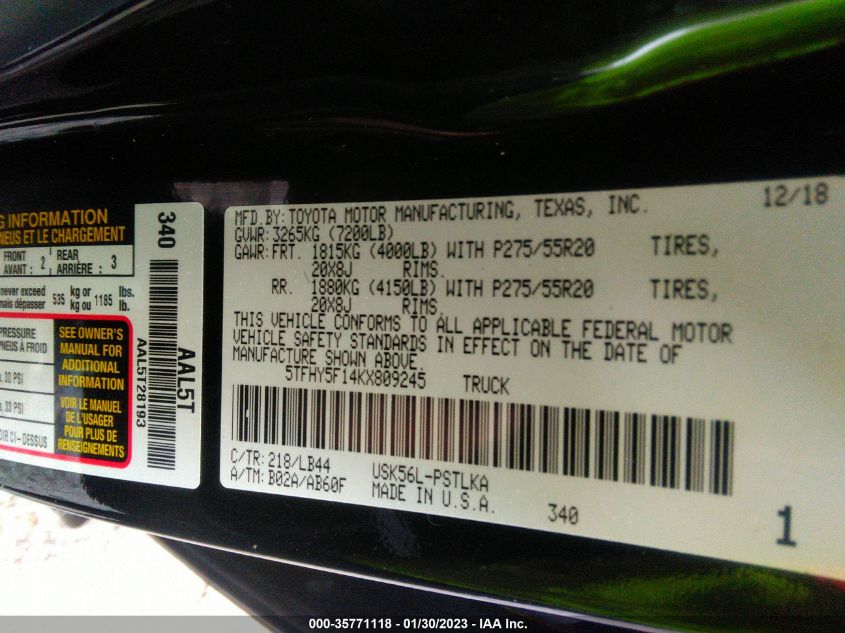 G INFORMATION
NEUS ET LE CHARGEMENT
FRONT
AVANT : 2
REAR
ARRIÈRE : 3
never exceed
mais dépasser 535 kg or
kg ou 1185 lbs.
lb.
PRESSURE
PNEUS À FROID
30 PSI
33 PSI
OIR CI-DESSUS
SEE OWNER'S
MANUAL FOR
ADDITIONAL
INFORMATION
VOIR LE MANUEL
DE L'USAGER
POUR PLUS DE
RENSEIGNEMENTS
340
AAL5T
AAL5T28193
12/18
MFD.BY: TOYOTA MOTOR MANUFACTURING, TEXAS, INC.
GVWR: 3265KG (7200LB)
GAWR: FRT. 1815KG (4000LB) WITH P275/55R20 TIRES,
20X8J RIMS.
RR. 1880KG (4150LB) WITH P275/55R20 TIRES,
20X8J RIMS.
THIS VEHICLE CONFORMS TO ALL APPLICABLE FEDERAL MOTOR
VEHICLE SAFETY STANDARDS IN EFFECT ON THE DATE OF
MANUFACTURE SHOWN ABOVE.
5TFHY5F14KX809245 TRUCK
C/TR: 218/LB44 USK56L-PSTLKA
A/TM: B02A/AB60F MADE IN U.S.A.
340
1
000-35771118 - 01/30/2023 - IAA Inc.